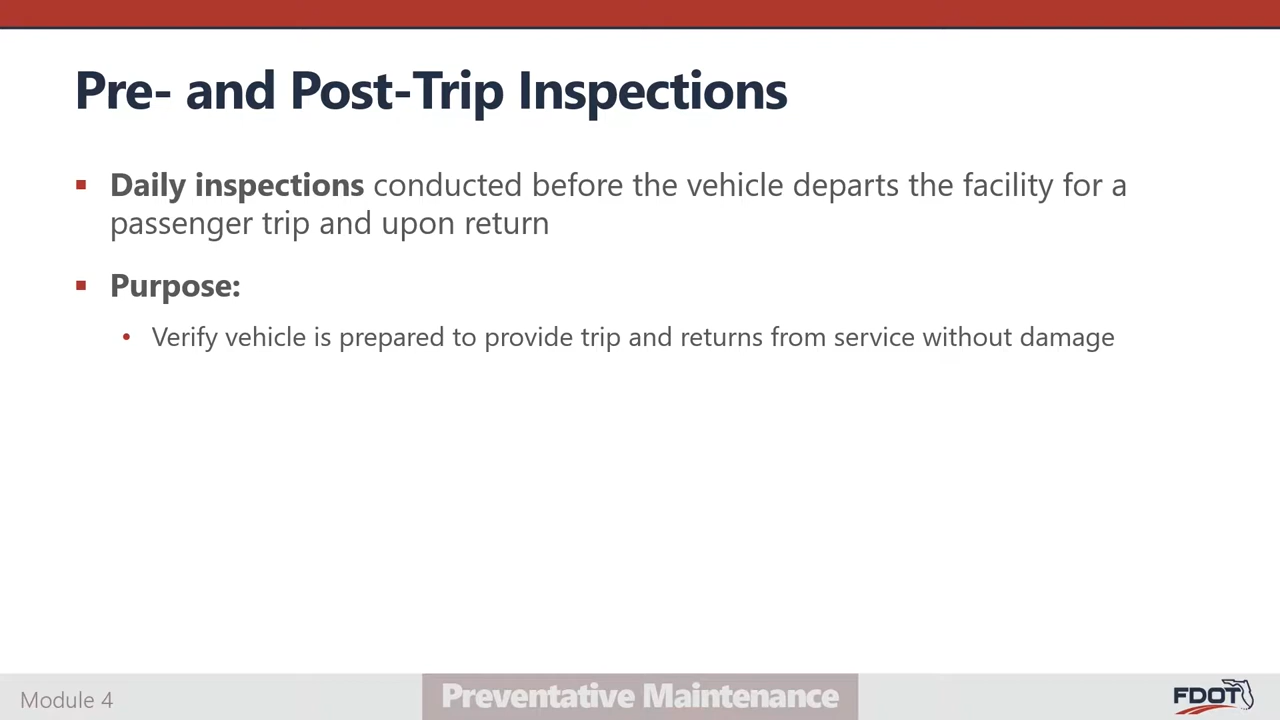 Pre- and Post-Trip Inspections
▪ Daily inspections conducted before the vehicle departs the facility for a
passenger trip and upon return
▪ Purpose:
• Verify vehicle is prepared to provide trip and returns from service without damage
Module 4
Preventative Maintenance
FDOT